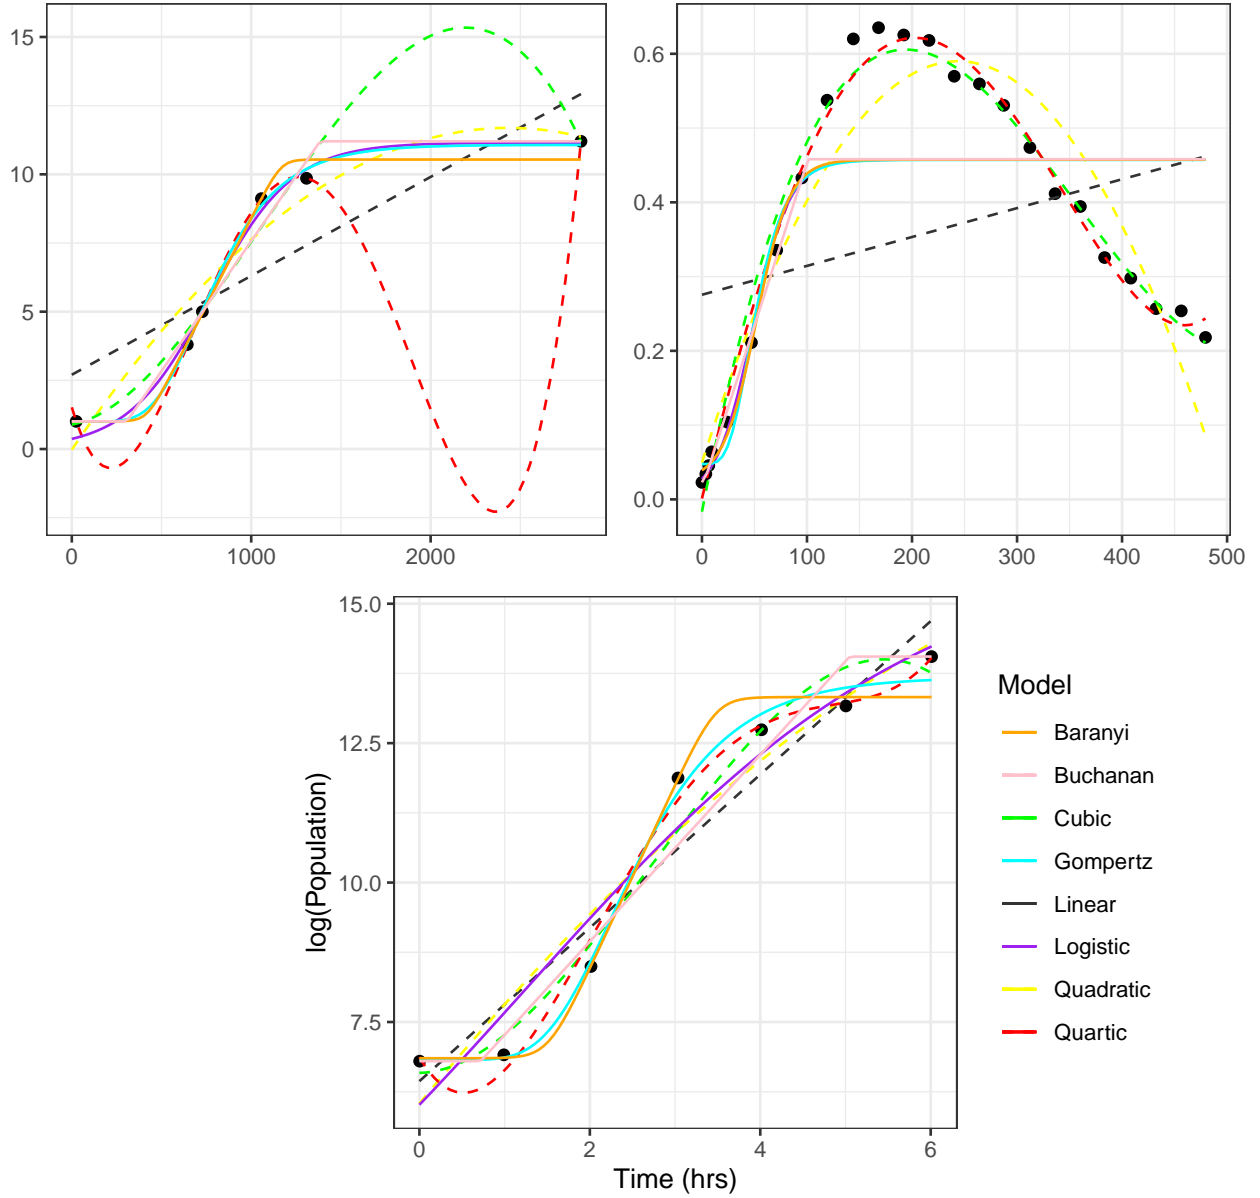 15
10
5
0
0
1000
2000
0.6
0.4
0.2
0.0
0
100
200
300
400
500
15.0
12.5
10.0
7.5
log(Population)
0
2
4
6
Time (hrs)
Model
Baranyi
Buchanan
Cubic
Gompertz
Linear
Logistic
Quadratic
Quartic